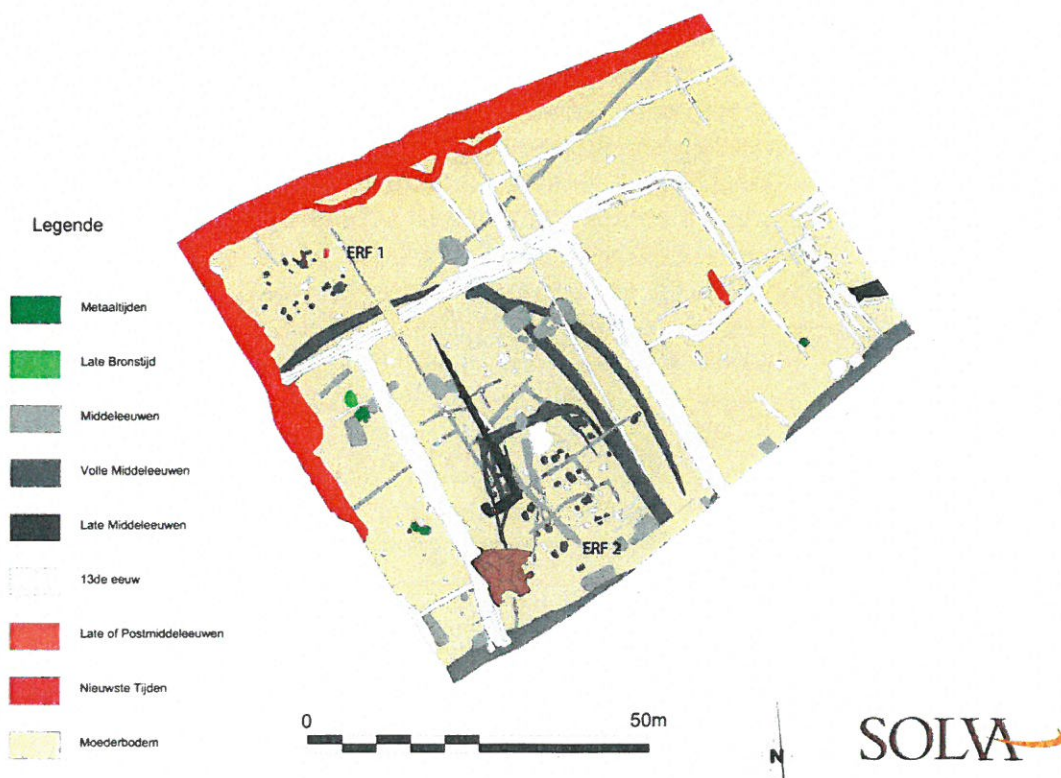 Legende
Metaaltijden
Late Bronstijd
Middeleeuwen
Volle Middeleeuwen
Late Middeleeuwen
13de eeuw
Late of Postmiddeleeuwen
Nieuwste Tijden
Moederbodem
ERF 1
ERF 2
0 50m
N
SOLVA